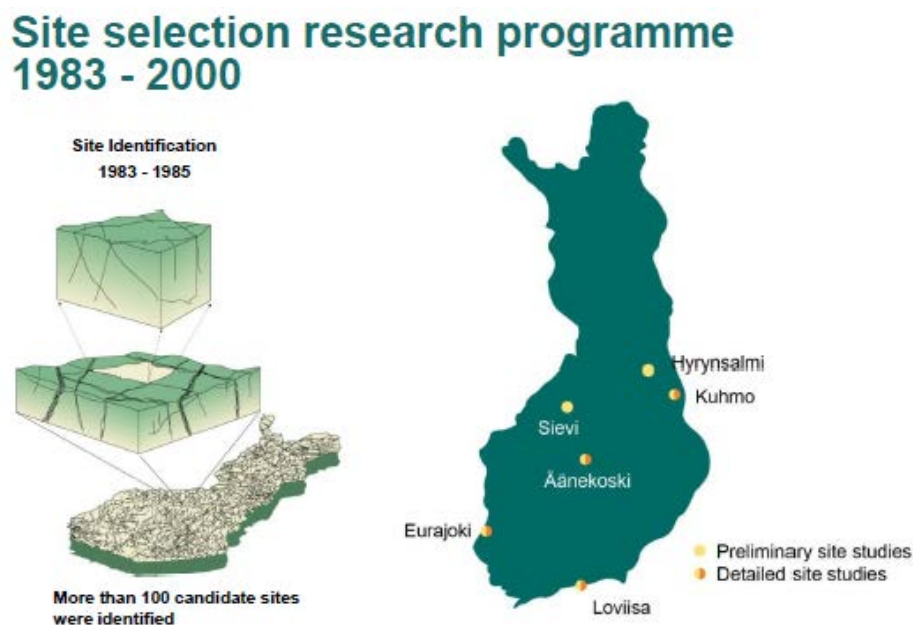 Site selection research programme
1983 - 2000
Site Identification
1983 - 1985
More than 100 candidate sites
were identified
Hyrynsalmi
Kuhmo
Sievi
Äänekoski
Eurajoki
Loviisa
Preliminary site studies
Detailed site studies